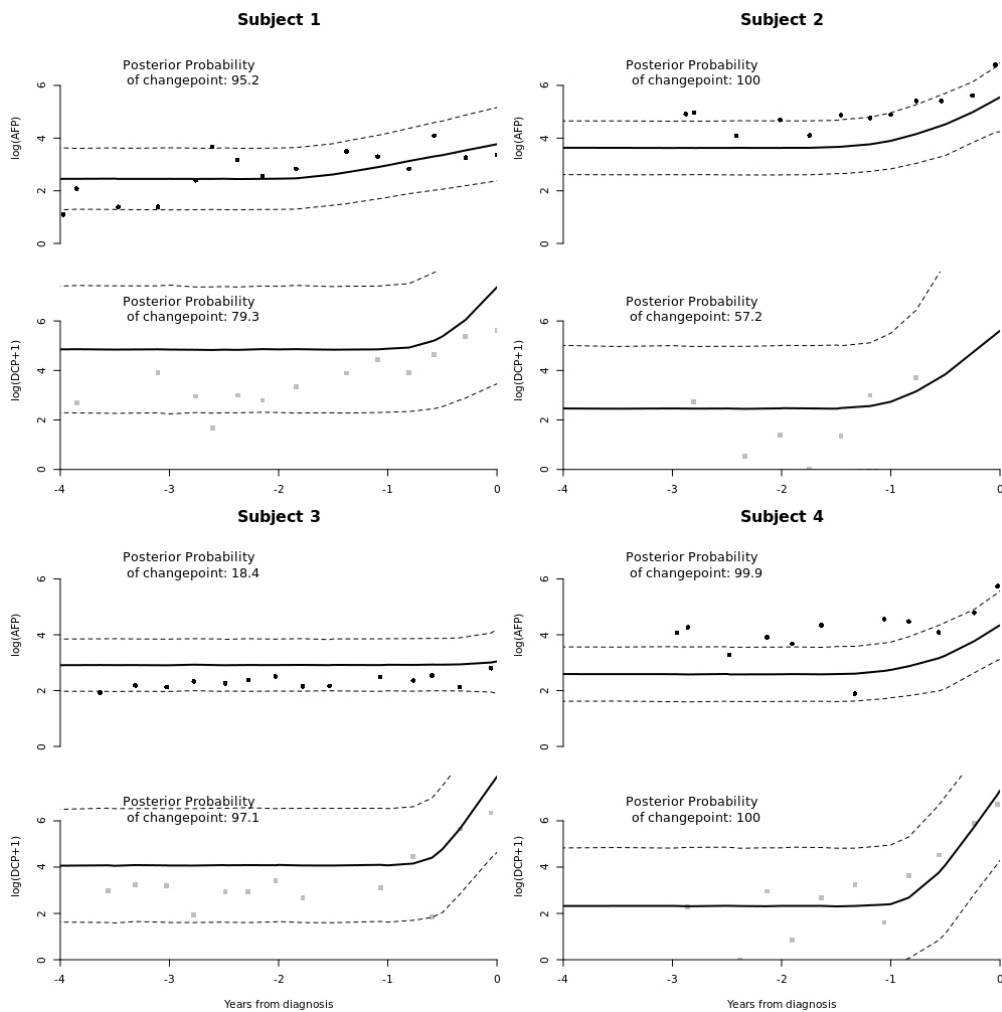 Subject 1
Posterior Probability
of changepoint: 95.2
log(AFP)
0 2 4 6
Posterior Probability
of changepoint: 79.3
log(DCP+1)
0 2 4 6
-4 -3 -2 -1 0
Subject 2
Posterior Probability
of changepoint: 100
log(AFP)
0 2 4 6
Posterior Probability
of changepoint: 57.2
log(DCP+1)
0 2 4 6
-4 -3 -2 -1 0
Subject 3
Posterior Probability
of changepoint: 18.4
log(AFP)
0 2 4 6
Posterior Probability
of changepoint: 97.1
log(DCP+1)
0 2 4 6
-4 -3 -2 -1 0
Years from diagnosis
Subject 4
Posterior Probability
of changepoint: 99.9
log(AFP)
0 2 4 6
Posterior Probability
of changepoint: 100
log(DCP+1)
0 2 4 6
-4 -3 -2 -1 0
Years from diagnosis